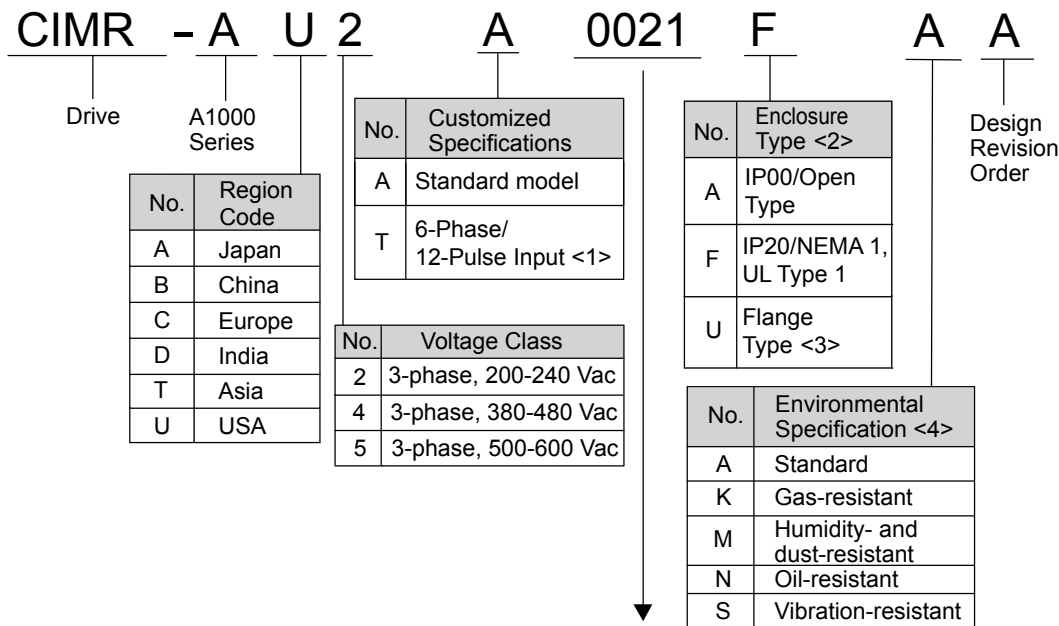 CIMR - A U 2 A 0021 F A A
Drive
A1000
Series
No. Region
Code
A Japan
B China
C Europe
D India
T Asia
U USA
No. Customized
Specifications
A Standard model
T 6-Phase/
12-Pulse Input <1>
No. Voltage Class
2 3-phase, 200-240 Vac
4 3-phase, 380-480 Vac
5 3-phase, 500-600 Vac
No. Enclosure
Type <2>
A IP00/Open
Type
F IP20/NEMA 1,
UL Type 1
U Flange
Type <3>
No. Environmental
Specification <4>
A Standard
K Gas-resistant
M Humidity- and
dust-resistant
N Oil-resistant
S Vibration-resistant
Design
Revision
Order